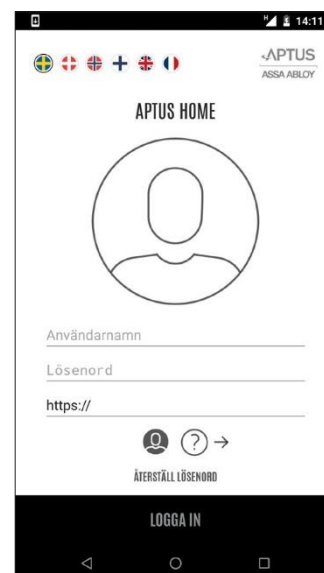 H 14:11
APTUS
ASSA ABLOY
APTUS HOME
Användarnamn
Lösenord
https://
?
ÅTERSTÄLL LÖSENORD
LOGGA IN